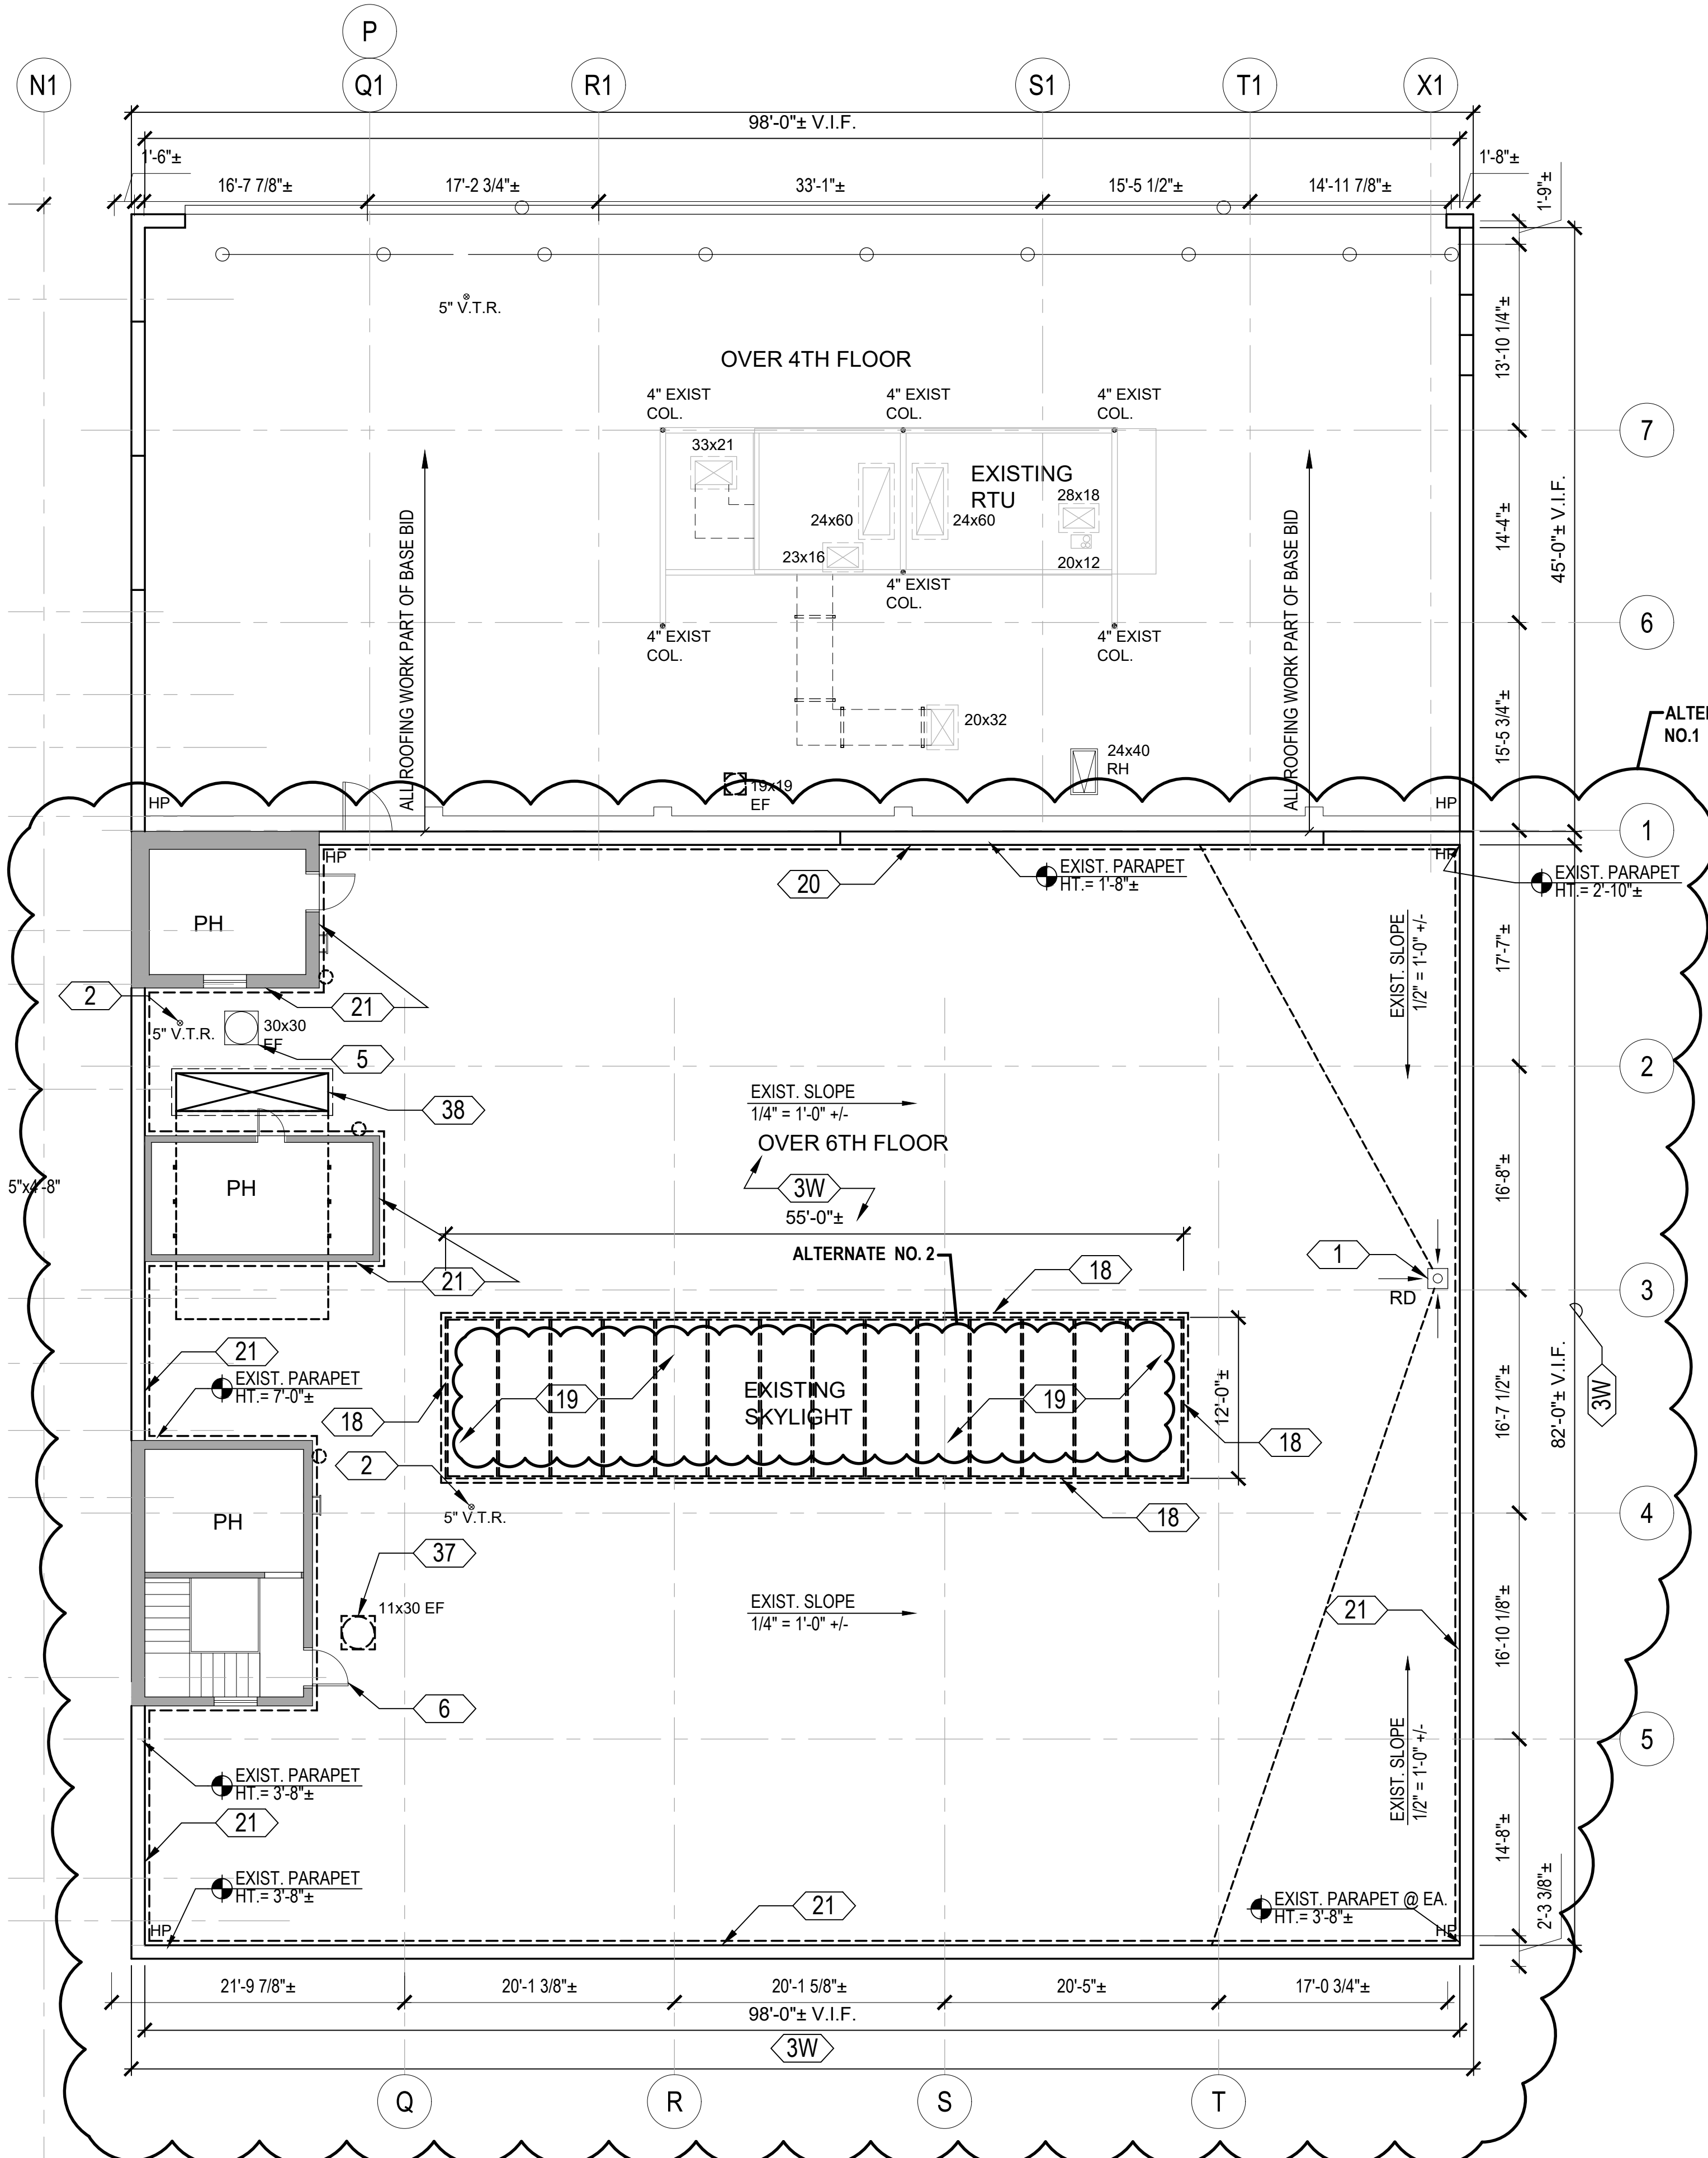 P
N1
Q1
R1
S1
T1
X1
98'-0"± V.I.F.
1'-6"±
16'-7 7/8"±
17'-2 3/4"±
33'-1"±
15'-5 1/2"±
14'-11 7/8"±
1'-8"±
1'-9"±
5" V.T.R.
13'-10 1/4"±
OVER 4TH FLOOR
4" EXIST
COL.
4" EXIST
COL.
4" EXIST
COL.
7
33x21
EXISTING
RTU
28x18
24x60
24x60
14'-4"±
45'-0"± V.I.F.
23x16
20x12
ALL ROOFING WORK PART OF BASE BID
ALL ROOFING WORK PART OF BASE BID
4" EXIST
COL.
4" EXIST
COL.
4" EXIST
COL.
6
20x32
15'-5 3/4"±
ALTER
NO.1
24x40
RH
19x19
EF
HP
HP
1
HP
HP
20
EXIST. PARAPET
HT.= 1'-8"±
EXIST. PARAPET
HT.= 2'-10"±
PH
EXIST. SLOPE
1/2" = 1'-0" +/-
17'-7"±
2
21
5" V.T.R.
30x30
EF
5
2
38
EXIST. SLOPE
1/4" = 1'-0" +/-
OVER 6TH FLOOR
16'-8"±
5"x4'-8"
PH
3W
55'-0"±
ALTERNATE NO. 2
1
21
18
RD
3
21
EXIST. PARAPET
HT.= 7'-0"±
EXISTING
SKYLIGHT
19
19
12'-0"±
18
18
16'-7 1/2"±
82'-0"± V.I.F.
3W
2
5" V.T.R.
18
4
PH
37
11x30 EF
EXIST. SLOPE
1/4" = 1'-0" +/-
21
16'-10 1/8"±
6
EXIST. SLOPE
1/2" = 1'-0" +/-
5
EXIST. PARAPET
HT.= 3'-8"±
21
14'-8"±
EXIST. PARAPET
HT.= 3'-8"±
21
EXIST. PARAPET @ EA.
HT.= 3'-8"±
2'-3 3/8"±
HP
HP
21'-9 7/8"±
20'-1 3/8"±
20'-1 5/8"±
20'-5"±
17'-0 3/4"±
98'-0"± V.I.F.
3W
Q
R
S
T